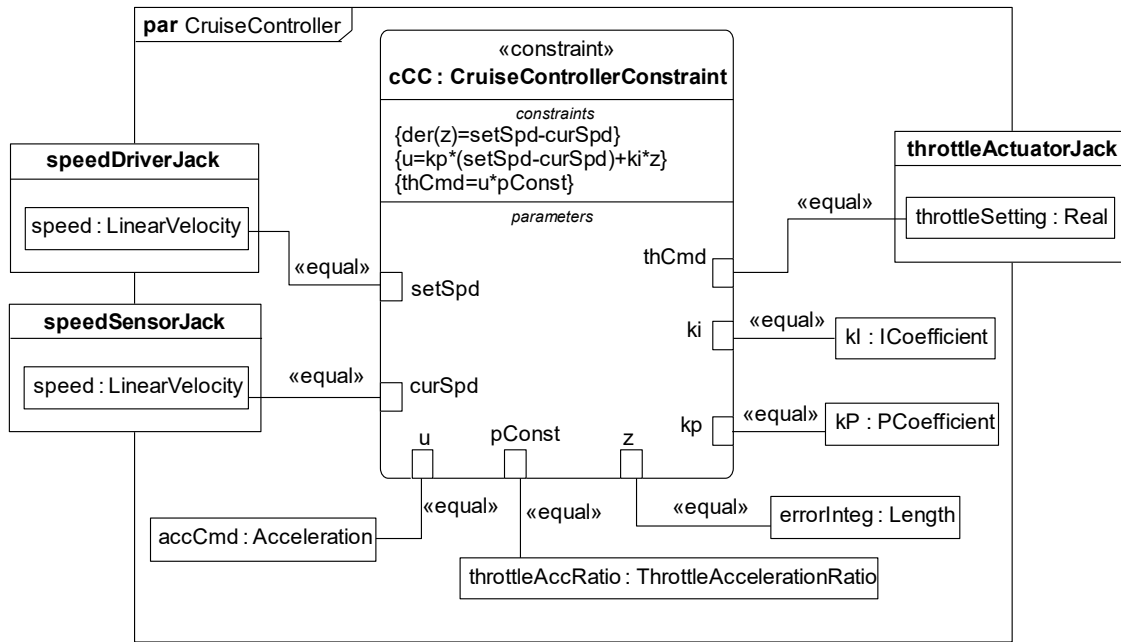 par CruiseController
«constraint»
cCC : CruiseControllerConstraint
constraints
{der(z)=setSpd-curSpd}
{u=kp*(setSpd-curSpd)+ki*z}
{thCmd=u*pConst}
parameters
speedDriverJack
speed : LinearVelocity
«equal»
setSpd
speedSensorJack
speed : LinearVelocity
«equal»
curSpd
throttleActuatorJack
throttleSetting : Real
«equal»
thCmd
ki
«equal»
kI : ICoefficient
kp
«equal»
kP : PCoefficient
u
pConst
z
«equal»
«equal»
«equal»
accCmd : Acceleration
throttleAccRatio : ThrottleAccelerationRatio
errorInteg : Length